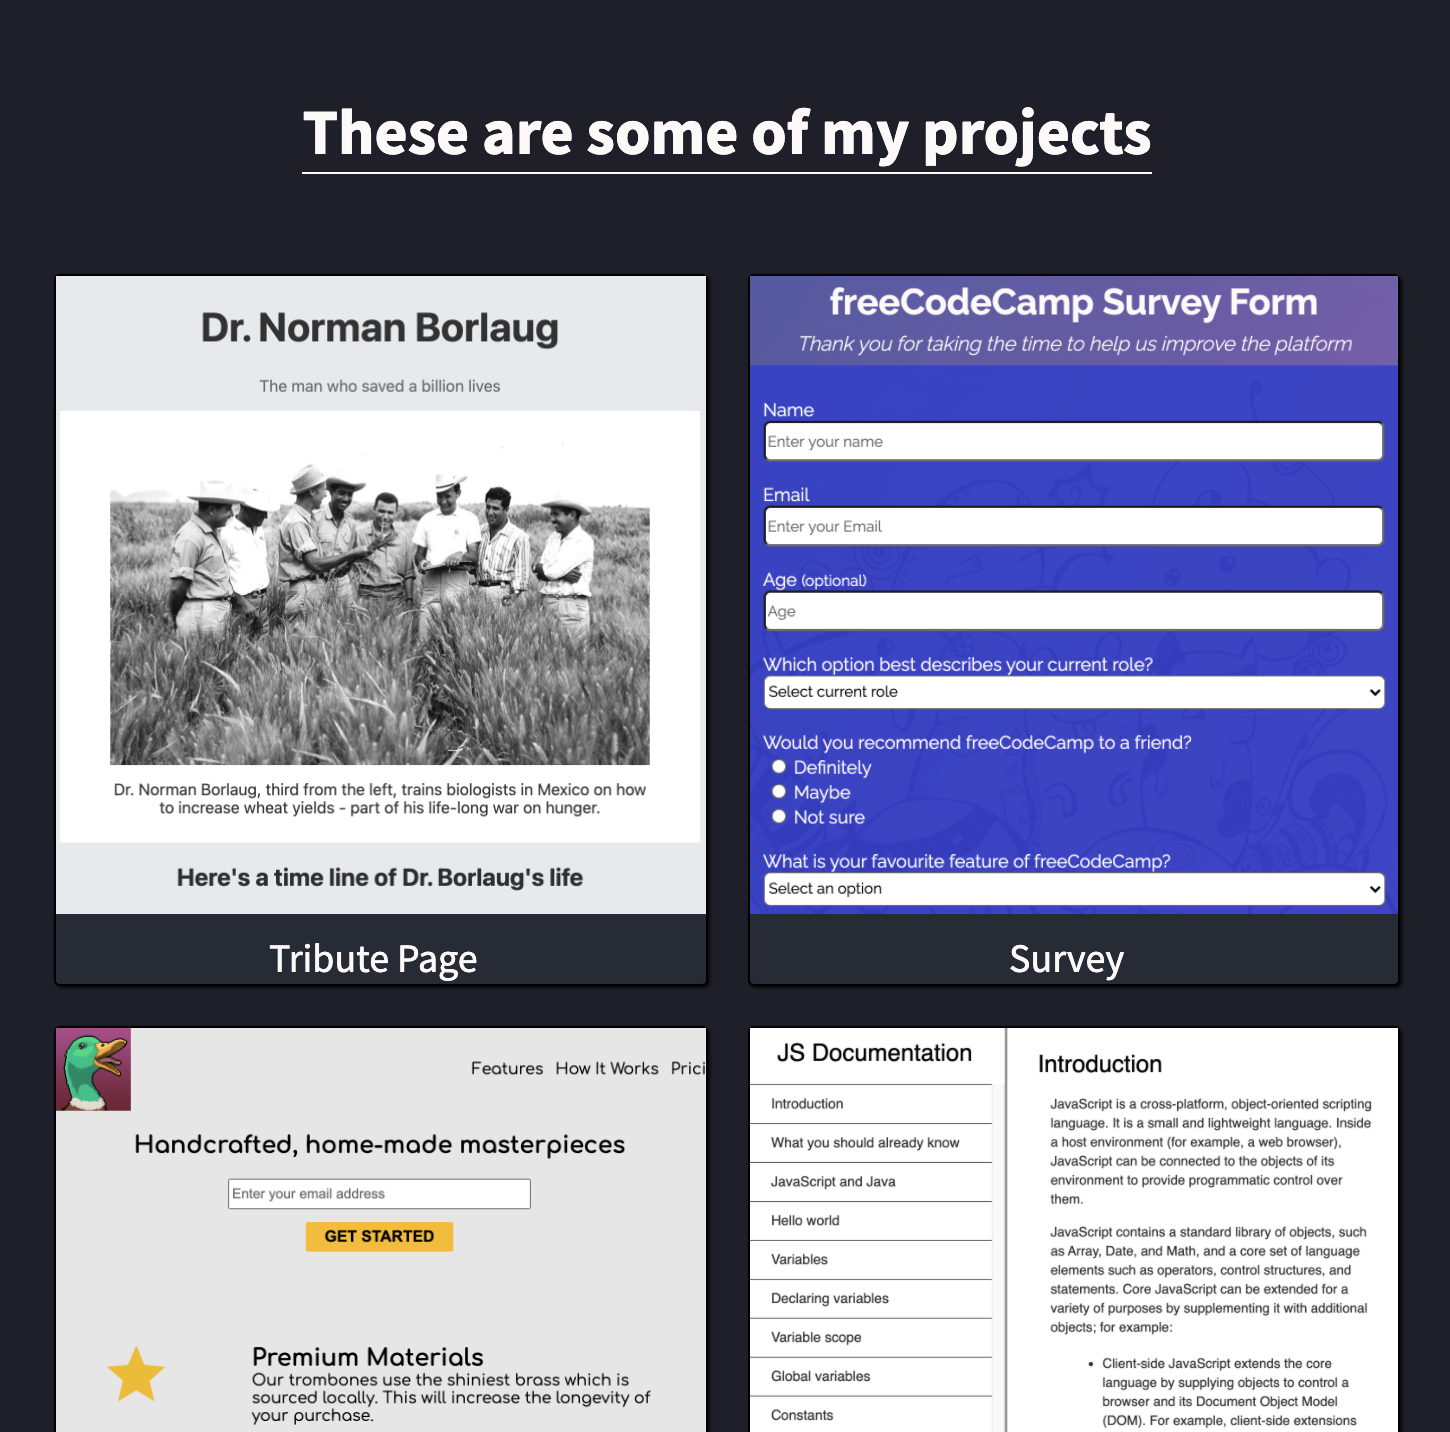 These are some of my projects
Dr. Norman Borlaug
The man who saved a billion lives
Dr. Norman Borlaug, third from the left, trains biologists in Mexico on how
to increase wheat yields - part of his life-long war on hunger.
Here's a time line of Dr. Borlaug's life
Tribute Page
freeCodeCamp Survey Form
Thank you for taking the time to help us improve the platform
Name
Enter your name
Email
Enter your Email
Age (optional)
Age
Which option best describes your current role?
Select current role
Would you recommend freeCodeCamp to a friend?
Definitely
Maybe
Not sure
What is your favourite feature of freeCodeCamp?
Select an option
Survey
Features How It Works Prici
Handcrafted, home-made masterpieces
Enter your email address
GET STARTED
Premium Materials
Our trombones use the shiniest brass which is
sourced locally. This will increase the longevity of
your purchase.
JS Documentation
Introduction
What you should already know
JavaScript and Java
Hello world
Variables
Declaring variables
Variable scope
Global variables
Constants
Introduction
JavaScript is a cross-platform, object-oriented scripting
language. It is a small and lightweight language. Inside
a host environment (for example, a web browser),
JavaScript can be connected to the objects of its
environment to provide programmatic control over
them.
JavaScript contains a standard library of objects, such
as Array, Date, and Math, and a core set of language
elements such as operators, control structures, and
statements. Core JavaScript can be extended for a
variety of purposes by supplementing it with additional
objects; for example:
• Client-side JavaScript extends the core
language by supplying objects to control a
browser and its Document Object Model
(DOM). For example, client-side extensions